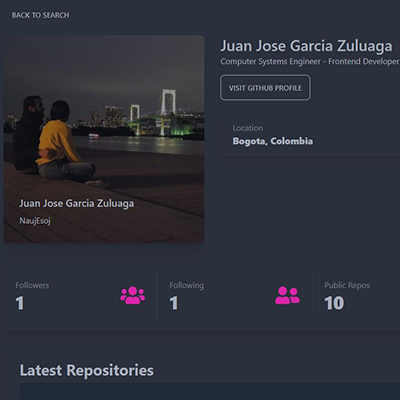 BACK TO SEARCH
Juan Jose Garcia Zuluaga
Computer Systems Engineer - Frontend Developer
VISIT GITHUB PROFILE
Location
Bogota, Colombia
Juan Jose Garcia Zuluaga
NaujEsoj
Followers
1
Following
1
Public Repos
10
Latest Repositories